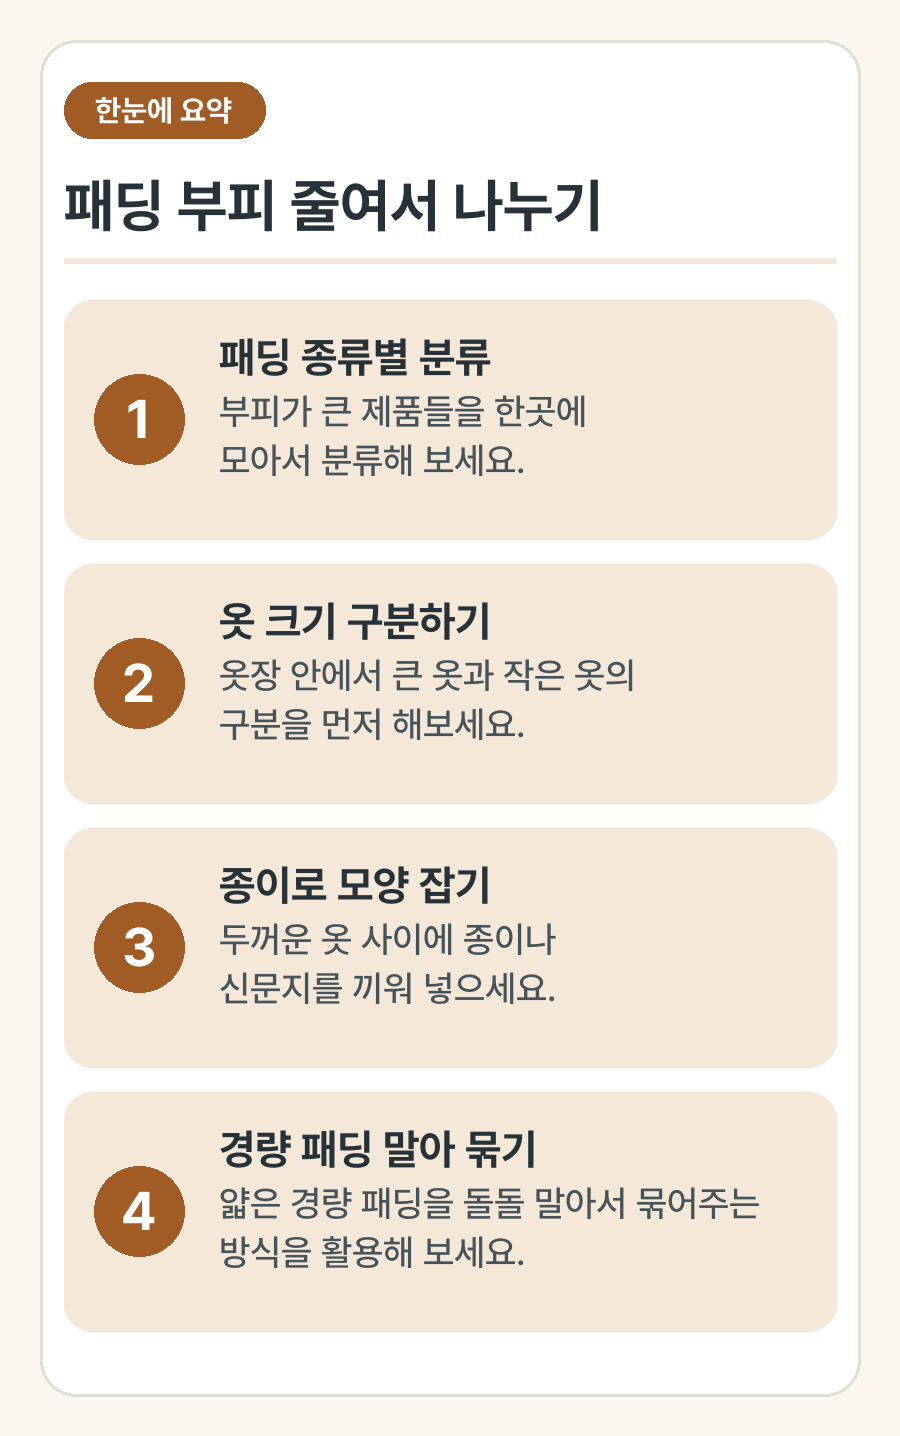 한눈에 요약
패딩 부피 줄여서 나누기
1
패딩 종류별 분류
부피가 큰 제품들을 한곳에
모아서 분류해 보세요.
2
옷 크기 구분하기
옷장 안에서 큰 옷과 작은 옷의
구분을 먼저 해보세요.
3
종이로 모양 잡기
두꺼운 옷 사이에 종이나
신문지를 끼워 넣으세요.
4
경량 패딩 말아 묶기
얇은 경량 패딩을 돌돌 말아서 묶어주는
방식을 활용해 보세요.